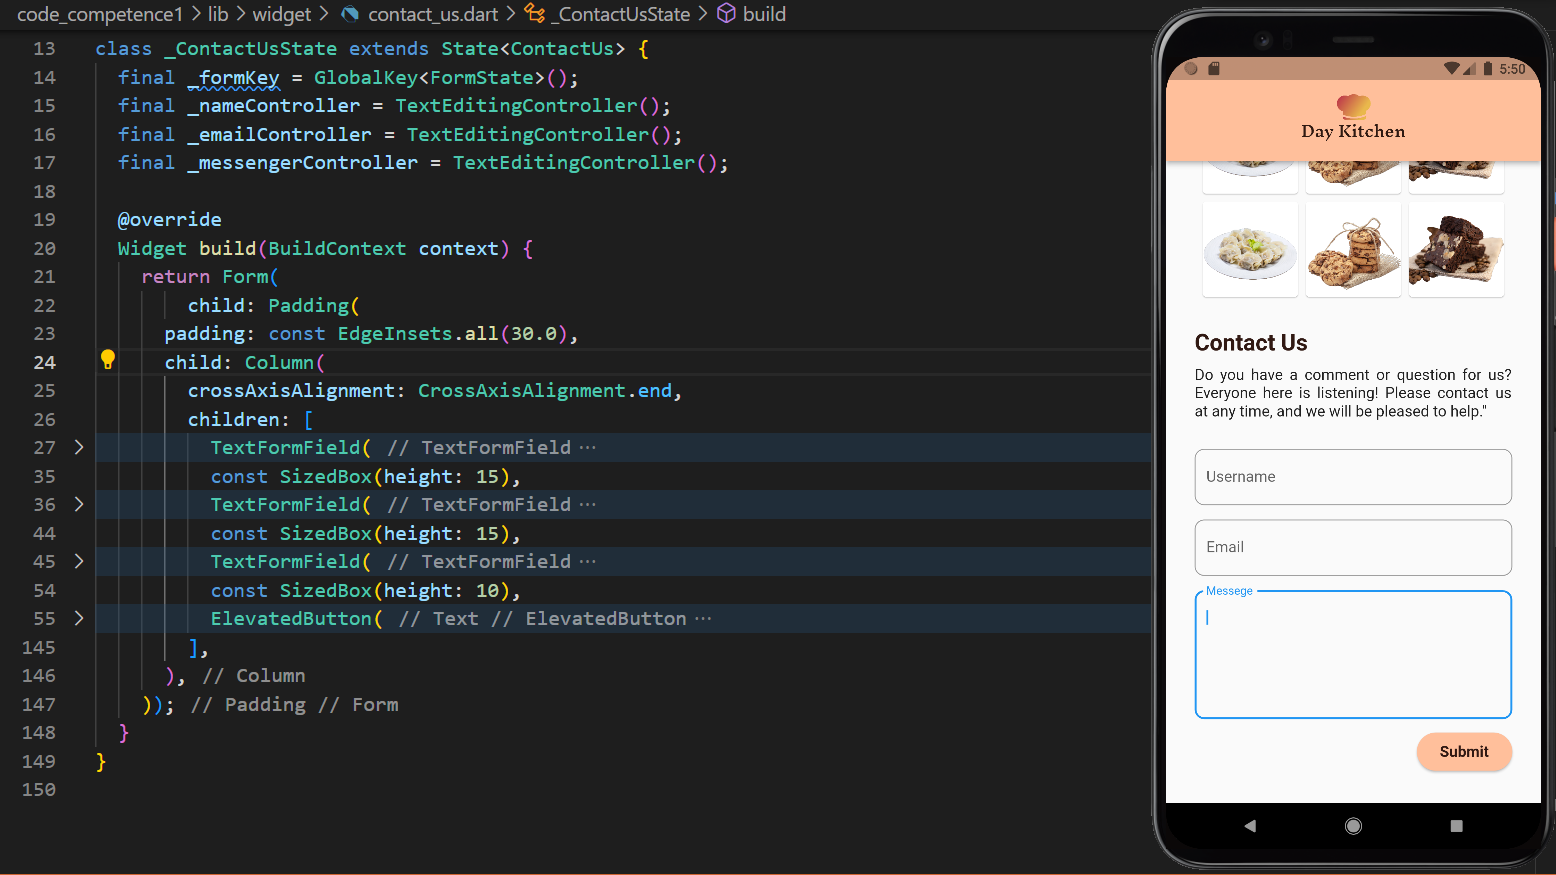 code_competence1 > lib > widget > contact_us.dart > _ContactUsState > build
13 class _ContactUsState extends State<ContactUs> {
14 final _formKey = GlobalKey<FormState>();
15 final _nameController = TextEditingController();
16 final _emailController = TextEditingController();
17 final _messengerController = TextEditingController();
18
19 @override
20 Widget build(BuildContext context) {
21 return Form(
22 child: Padding(
23 padding: const EdgeInsets.all(30.0),
24 child: Column(
25 crossAxisAlignment: CrossAxisAlignment.end,
26 children: [
27 > TextFormField( // TextFormField ···
35 const SizedBox(height: 15),
36 > TextFormField( // TextFormField ···
44 const SizedBox(height: 15),
45 > TextFormField( // TextFormField ···
54 const SizedBox(height: 10),
55 > ElevatedButton( // Text // ElevatedButton ···
145 ],
146 ), // Column
147 )); // Padding // Form
148 }
149 }
150
5:50
Day Kitchen
Contact Us
Do you have a comment or question for us?
Everyone here is listening! Please contact us
at any time, and we will be pleased to help."
Username
Email
Messege
Submit